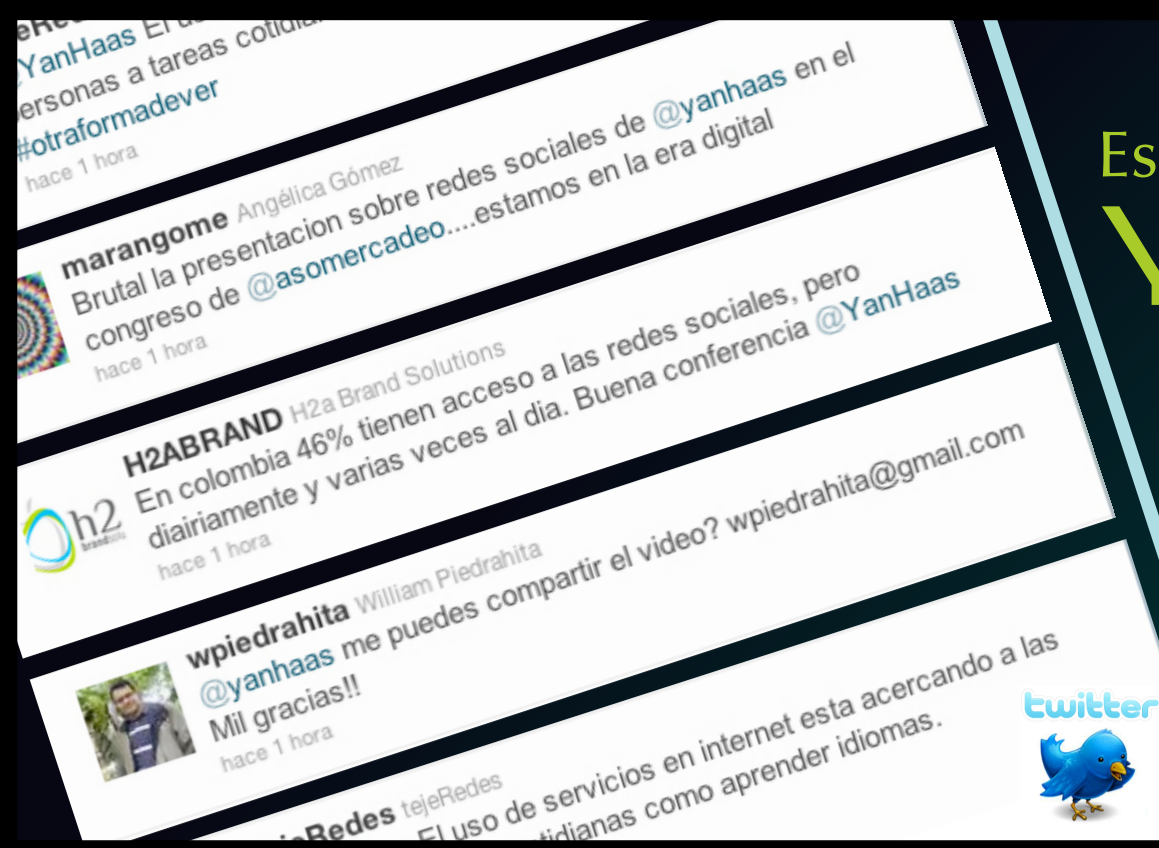 @YanHaas El uso
personas a tareas
#otraformadever
hace 1 hora
marangome Angélica Gómez
Brutal la presentacion sobre redes sociales de @yanhaas en el
congreso de @asomercadeo....estamos en la era digital
hace 1 hora
H2ABRAND H2a Brand Solutions
En colombia 46% tienen acceso a las redes sociales, pero
diairiamente y varias veces al dia. Buena conferencia @YanHaas
hace 1 hora
h2
wpiedrahita William Piedrahita
@yanhaas me puedes compartir el video? wpiedrahita@gmail.com
Mil gracias!!
hace 1 hora
tejeRedes
El uso de servicios en internet esta acercando a las
como aprender idiomas.
Es
Y
twitter